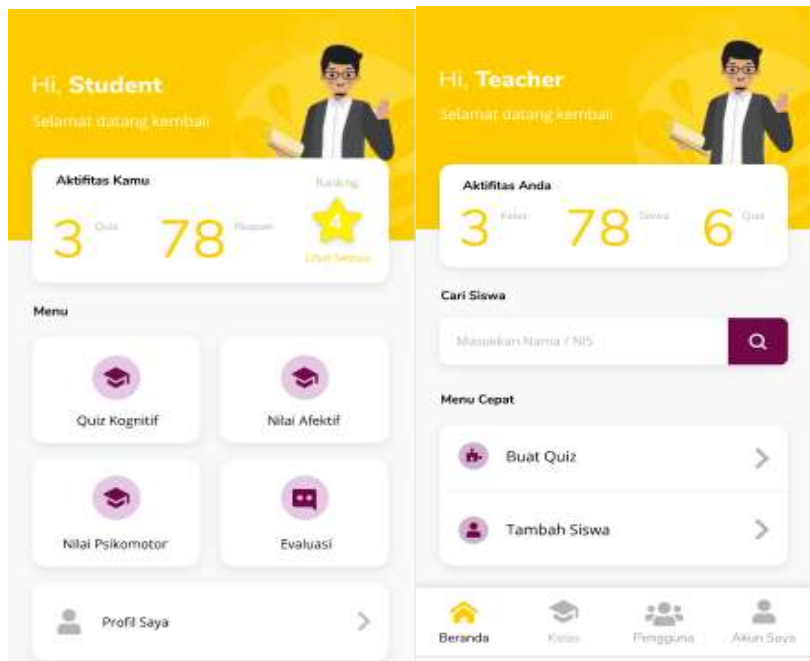 Hi, Student
Selamat datang kembali
Aktifitas Kamu
Ranking
3 Quiz 78
4
Lihat Semua
Menu
Quiz Kognitif
Nilai Afektif
Nilai Psikomotor
Evaluasi
Profil Saya
Hi, Teacher
Selamat datang kembali
Aktifitas Anda
3 Kelas 78 Siswa 6 Quiz
Cari Siswa
Masukkan Nama / NIS
Menu Cepat
Buat Quiz
Tambah Siswa
Beranda Kelas Pengguna Akun Saya